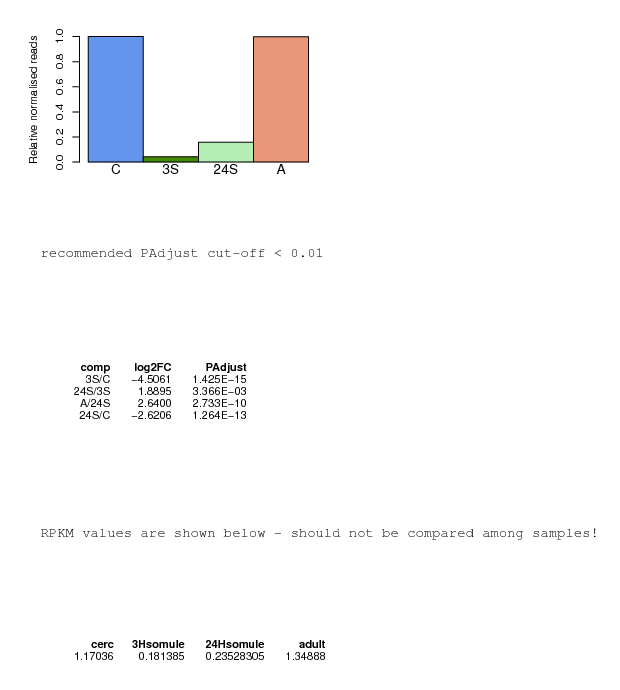 Relative normalised reads
1.0
0.8
0.6
0.4
0.2
0.0
C 3S 24S A
recommended PAdjust cut-off < 0.01
comp log2FC PAdjust
3S/C −4.5061 1.425E−15
24S/3S 1.8895 3.366E−03
A/24S 2.6400 2.733E−10
24S/C −2.6206 1.264E−13
RPKM values are shown below - should not be compared among samples!
cerc 3Hsomule 24Hsomule adult
1.17036 0.181385 0.23528305 1.34888